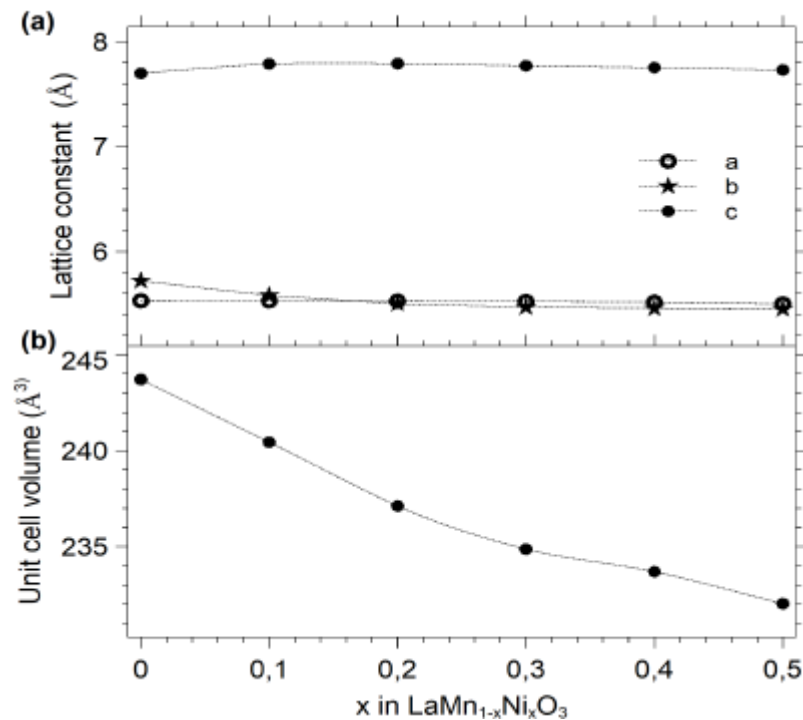 (a)
8
7
6
Lattice constant (Å)
a
b
c
(b)
245
240
235
Unit cell volume (Å³)
0 0,1 0,2 0,3 0,4 0,5
x in LaMn₁₋ₓNiₓO₃